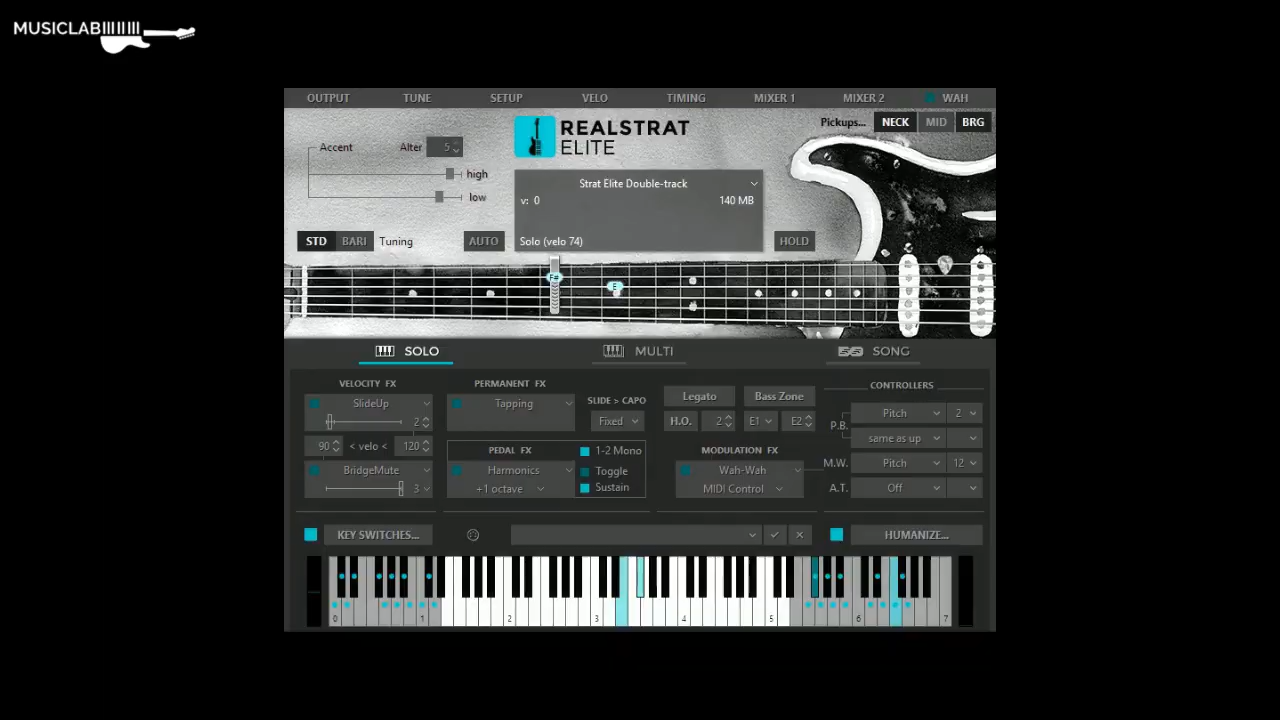 MUSICLAB
OUTPUT TUNE SETUP VELO TIMING MIXER 1 MIXER 2 WAH
Pickups... NECK MID BRG
REALSTRAT
ELITE
Accent Alter 5
high
low
Strat Elite Double-track
v: 0 140 MB
Solo (velo 74)
STD BARI Tuning AUTO HOLD
F# E
SOLO MULTI SONG
VELOCITY FX PERMANENT FX CONTROLLERS
SlideUp Tapping SLIDE > CAPO Legato Bass Zone Pitch 2
2 Fixed H.O. 2 E1 E2 P.B.
90 < velo < 120 PEDAL FX 1-2 Mono MODULATION FX same as up
BridgeMute Harmonics Toggle Wah-Wah M.W. Pitch 12
3 +1 octave Sustain MIDI Control A.T. Off
KEY SWITCHES... HUMANIZE...
0 1 2 3 4 5 6 7